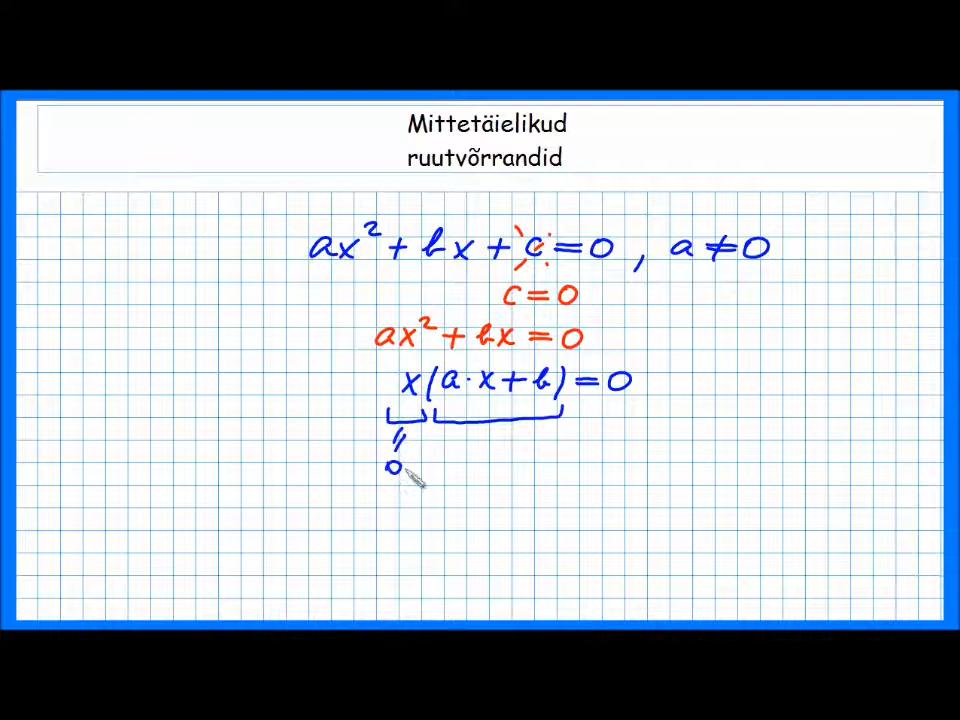 Mittetäielikud
ruutvõrrandid
ax² + bx + c = 0 , a ≠ 0
c = 0
ax² + bx = 0
x(a·x + b) = 0
=
0